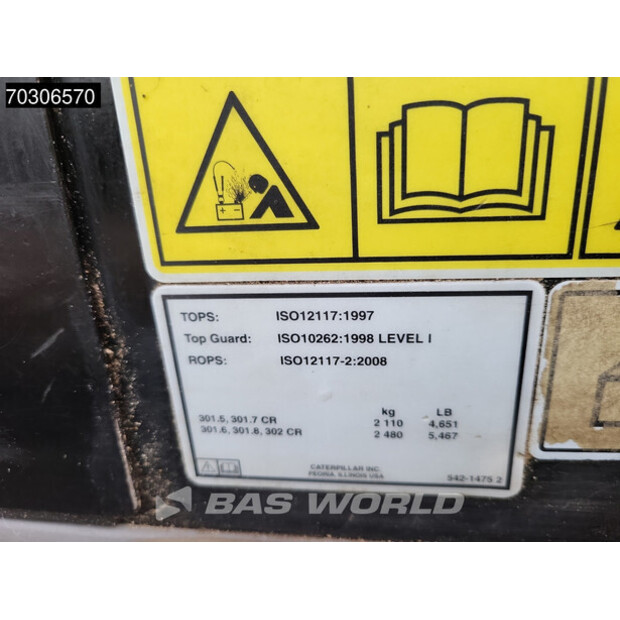 70306570
TOPS: ISO12117:1997
Top Guard: ISO10262:1998 LEVEL I
ROPS: ISO12117-2:2008
kg LB
301.5, 301.7 CR 2 110 4,651
301.6, 301.8, 302 CR 2 480 5,467
CATERPILLAR INC.
PEORIA, ILLINOIS USA
542-1475 2
BAS WORLD